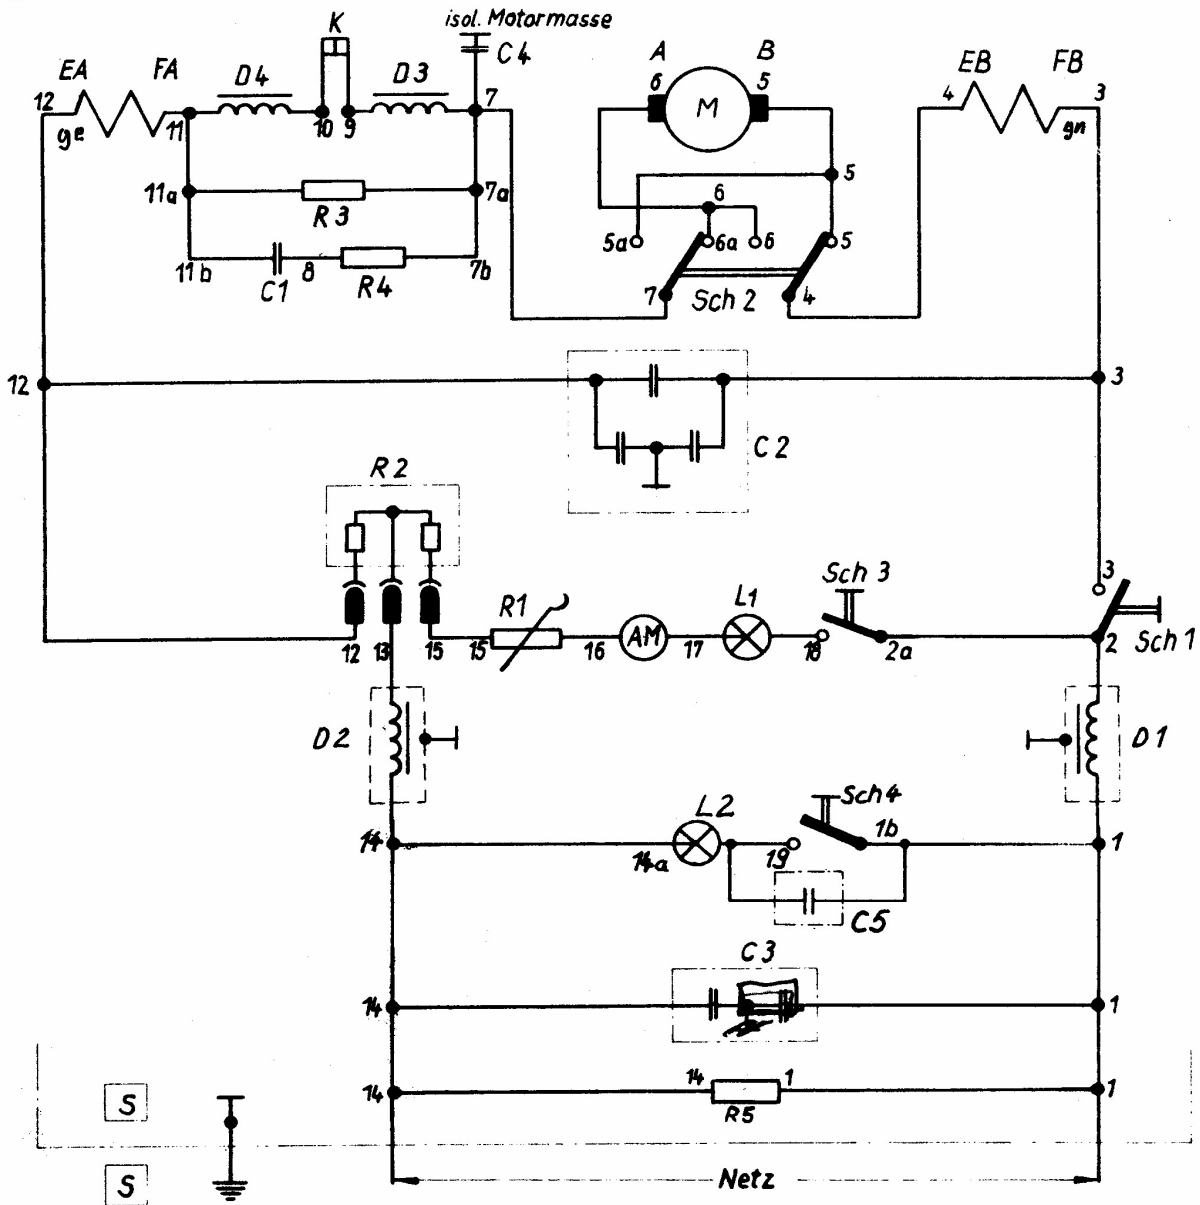 isol. Motormasse
K
C4
EA
FA
D4
D3
A
B
EB
FB
12
ge
11
10
9
7
6
M
5
4
3
gn
11a
R3
7a
5
6
5a
6a
6
5
11b
C1
8
R4
7b
7
Sch 2
4
12
3
C2
R2
Sch 3
3
R1
L1
12
13
15
15
16
AM
17
18
2a
2
Sch 1
D2
D1
L2
Sch4
14
14a
19
1b
1
C5
C3
14
1
14
14
1
1
R5
S
S
Netz